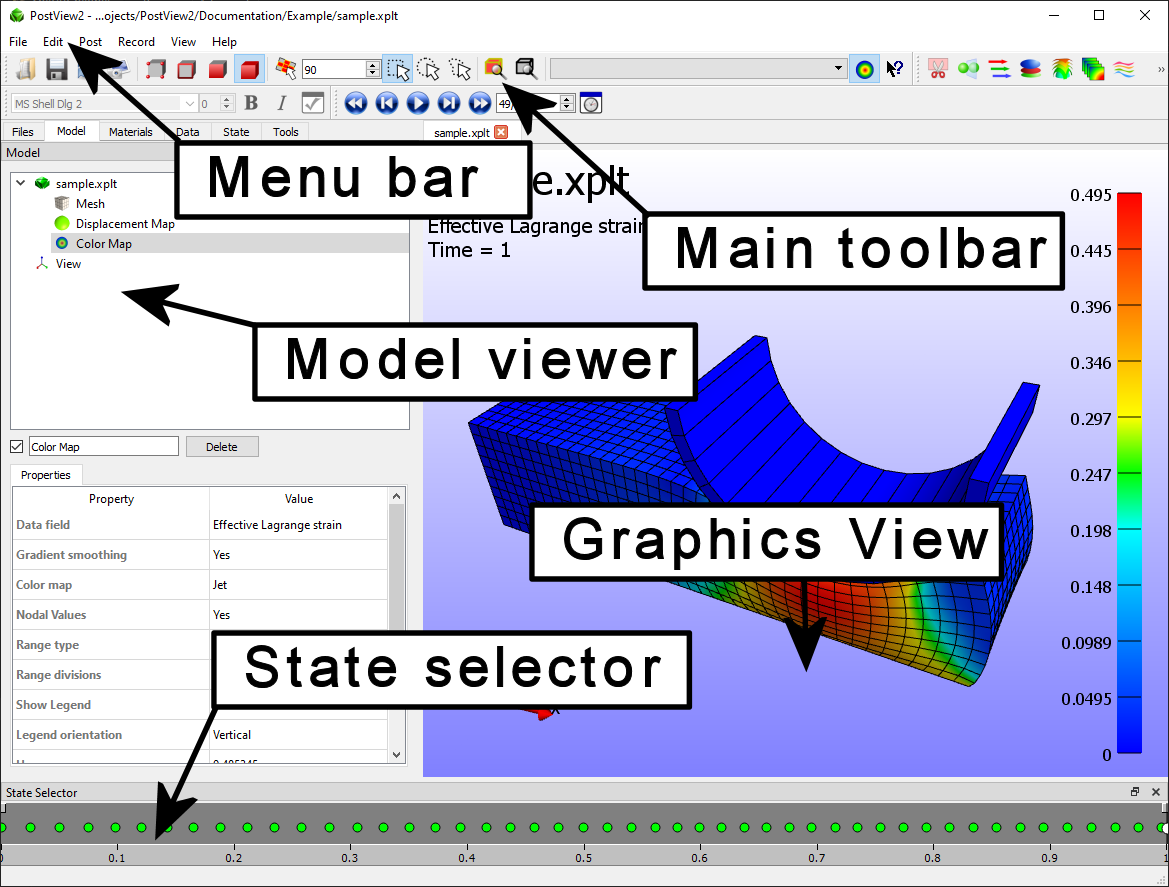 PostView2 - ...ojects/PostView2/Documentation/Example/sample.xplt
File Edit Post Record View Help
90
MS Shell Dlg 2 0 B I 49
Files Model Materials Data State Tools
sample.xplt
Model
Menu bar
sample.xplt
Mesh
Displacement Map
Color Map
View
e.xplt
Effective Lagrange strain
Time = 1
Main toolbar
Model viewer
0.495
0.445
0.396
0.346
0.297
0.247
0.198
0.148
0.0989
0.0495
0
Color Map Delete
Properties
Property Value
Data field Effective Lagrange strain
Gradient smoothing Yes
Color map Jet
Nodal Values Yes
Range type
Range divisions
Show Legend
Legend orientation Vertical
Graphics View
State selector
X
State Selector
0 0.1 0.2 0.3 0.4 0.5 0.6 0.7 0.8 0.9 1